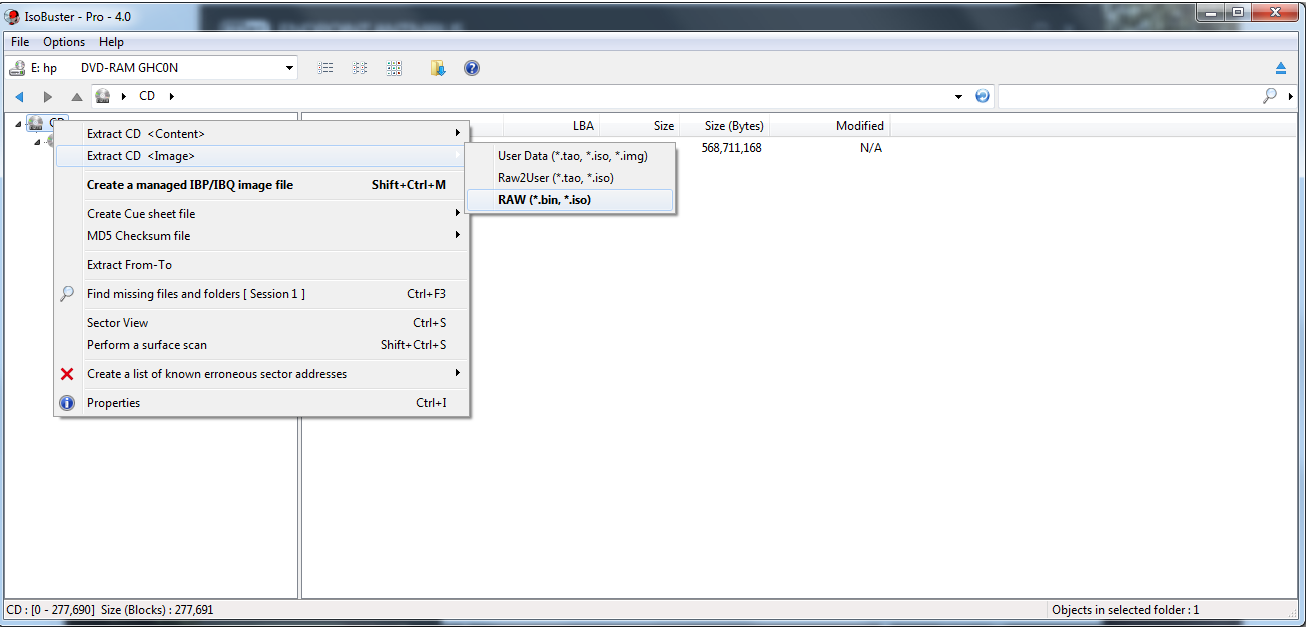 IsoBuster - Pro - 4.0
File Options Help
E: hp DVD-RAM GHC0N
CD
LBA Size Size (Bytes) Modified
568,711,168 N/A
Extract CD <Content>
Extract CD <Image>
Create a managed IBP/IBQ image file Shift+Ctrl+M
Create Cue sheet file
MD5 Checksum file
Extract From-To
Find missing files and folders [ Session 1 ] Ctrl+F3
Sector View Ctrl+S
Perform a surface scan Shift+Ctrl+S
Create a list of known erroneous sector addresses
Properties Ctrl+I
User Data (*.tao, *.iso, *.img)
Raw2User (*.tao, *.iso)
RAW (*.bin, *.iso)
CD : [0 - 277,690] Size (Blocks) : 277,691
Objects in selected folder : 1